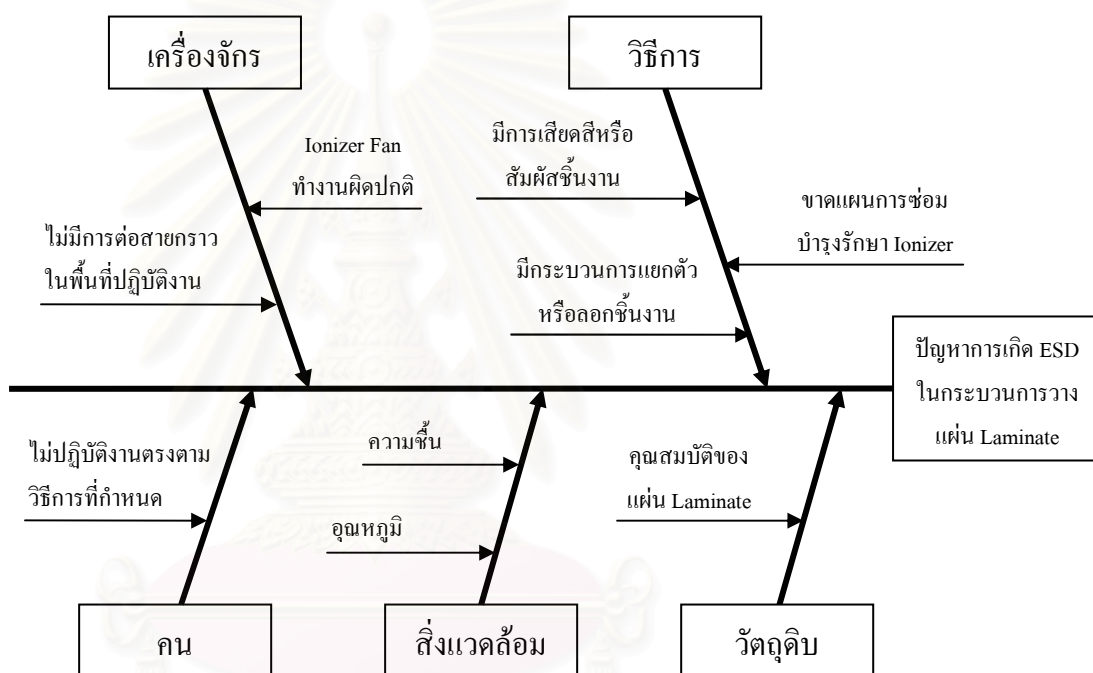 เครื่องจักร
วิธีการ
Ionizer Fan
ทำงานผิดปกติ
มีการเสียดสีหรือ
สัมผัสชิ้นงาน
ขาดแผนการซ่อม
บำรุงรักษา Ionizer
ไม่มีการต่อสายกราว
ในพื้นที่ปฏิบัติงาน
มีกระบวนการแยกตัว
หรือลอกชิ้นงาน
ปัญหาการเกิด ESD
ในกระบวนการวาง
แผ่น Laminate
ไม่ปฏิบัติงานตรงตาม
วิธีการที่กำหนด
ความชื้น
อุณหภูมิ
คุณสมบัติของ
แผ่น Laminate
คน
สิ่งแวดล้อม
วัตถุดิบ